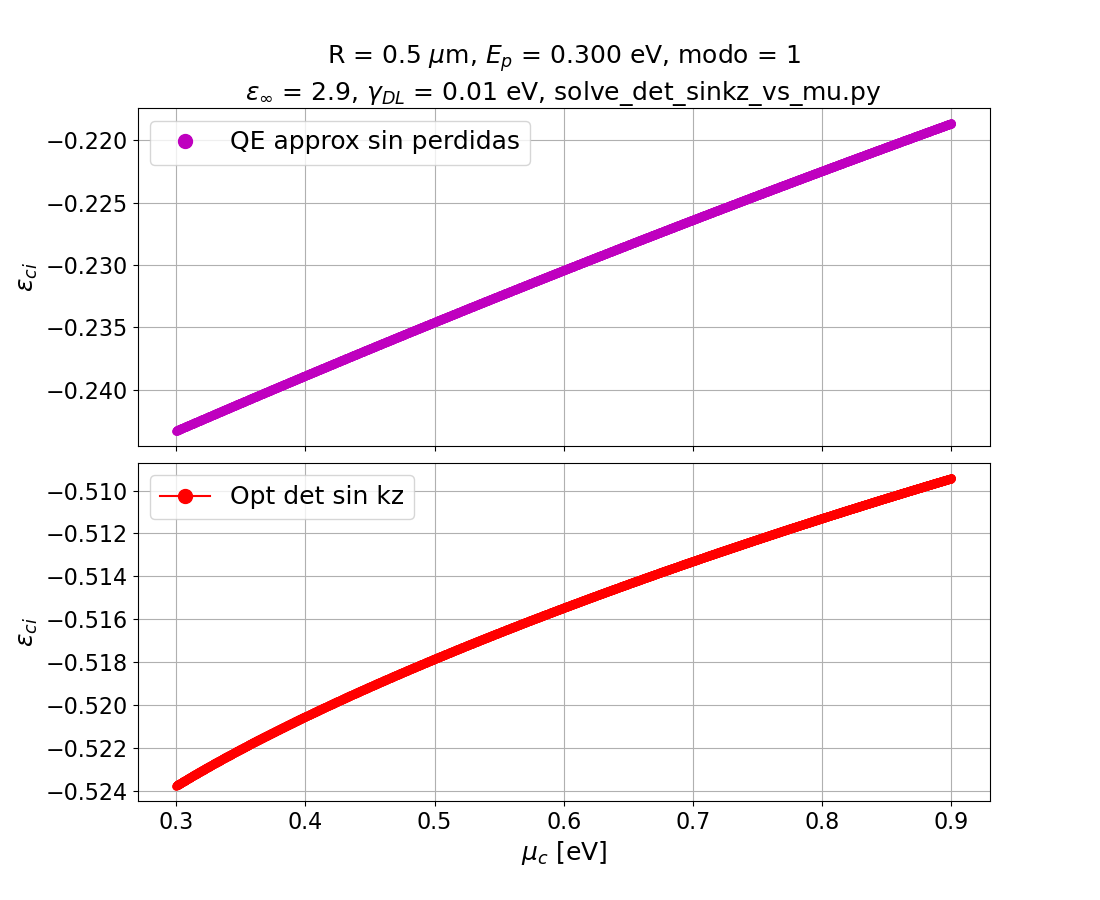 R = 0.5 μm, E_p = 0.300 eV, modo = 1
ε_∞ = 2.9, γ_DL = 0.01 eV, solve_det_sinkz_vs_mu.py
QE approx sin perdidas
−0.220
−0.225
−0.230
−0.235
−0.240
ε_ci
Opt det sin kz
−0.510
−0.512
−0.514
−0.516
−0.518
−0.520
−0.522
−0.524
ε_ci
0.3 0.4 0.5 0.6 0.7 0.8 0.9
μ_c [eV]